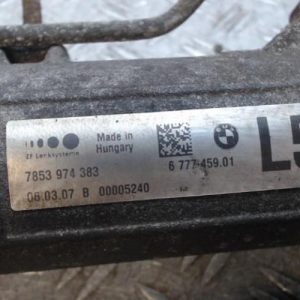 Made in
Hungary
ZF Lenksysteme
L5
7853 974 383
6 777 459.01
06.03.07 B 00005240